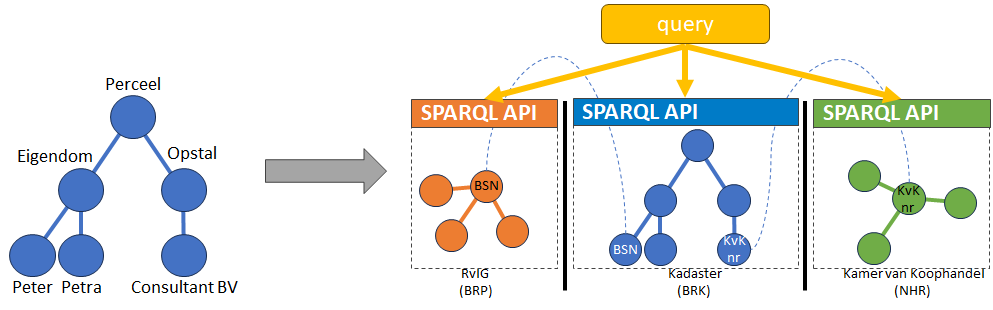 query
Perceel
Eigendom
Opstal
Peter
Petra
Consultant BV
SPARQL API
BSN
RvIG
(BRP)
SPARQL API
BSN
KvK
nr
Kadaster
(BRK)
SPARQL API
KvK
nr
Kamer van Koophandel
(NHR)